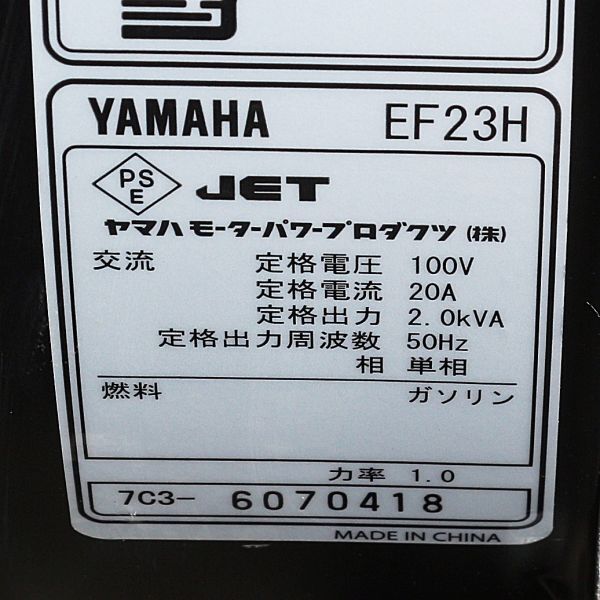 YAMAHA EF23H
PSE JET
ヤマハモーターパワープロダクツ(株)
交流 定格電圧 100V
定格電流 20A
定格出力 2.0kVA
定格出力周波数 50Hz
相 単相
燃料 ガソリン
力率 1.0
7C3- 6070418
MADE IN CHINA